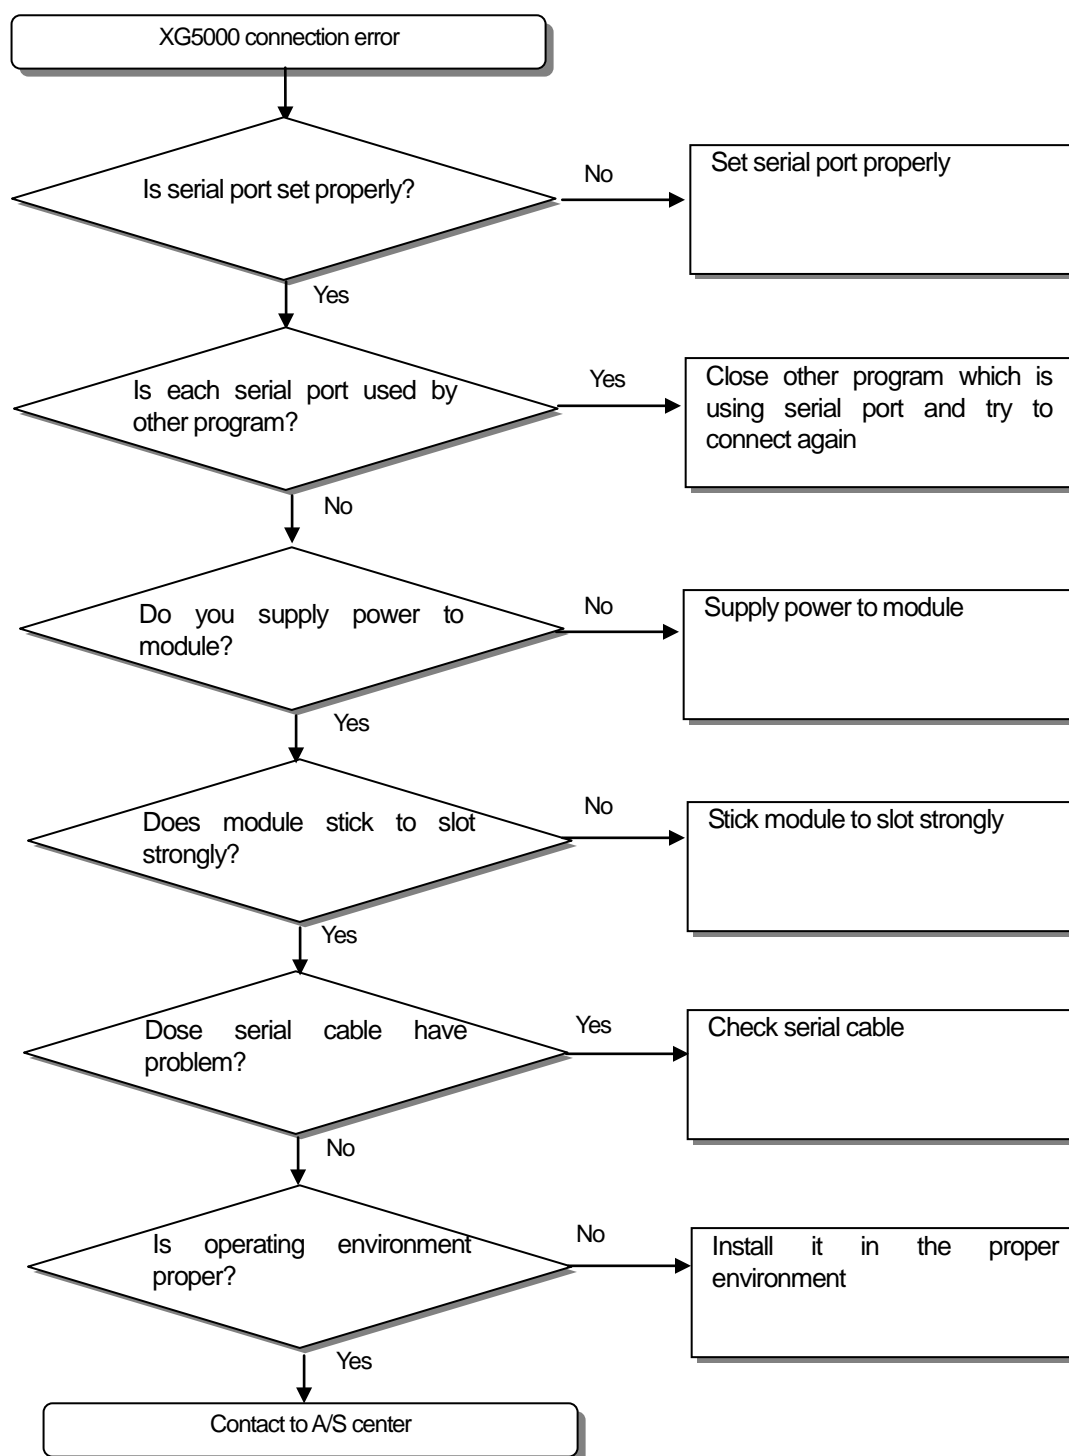 XG5000 connection error
Is serial port set properly?
No
Set serial port properly
Yes
Is each serial port used by
other program?
Yes
Close other program which is
using serial port and try to
connect again
No
Do you supply power to
module?
No
Supply power to module
Yes
Does module stick to slot
strongly?
No
Stick module to slot strongly
Yes
Dose serial cable have
problem?
Yes
Check serial cable
No
Is operating environment
proper?
No
Install it in the proper
environment
Yes
Contact to A/S center